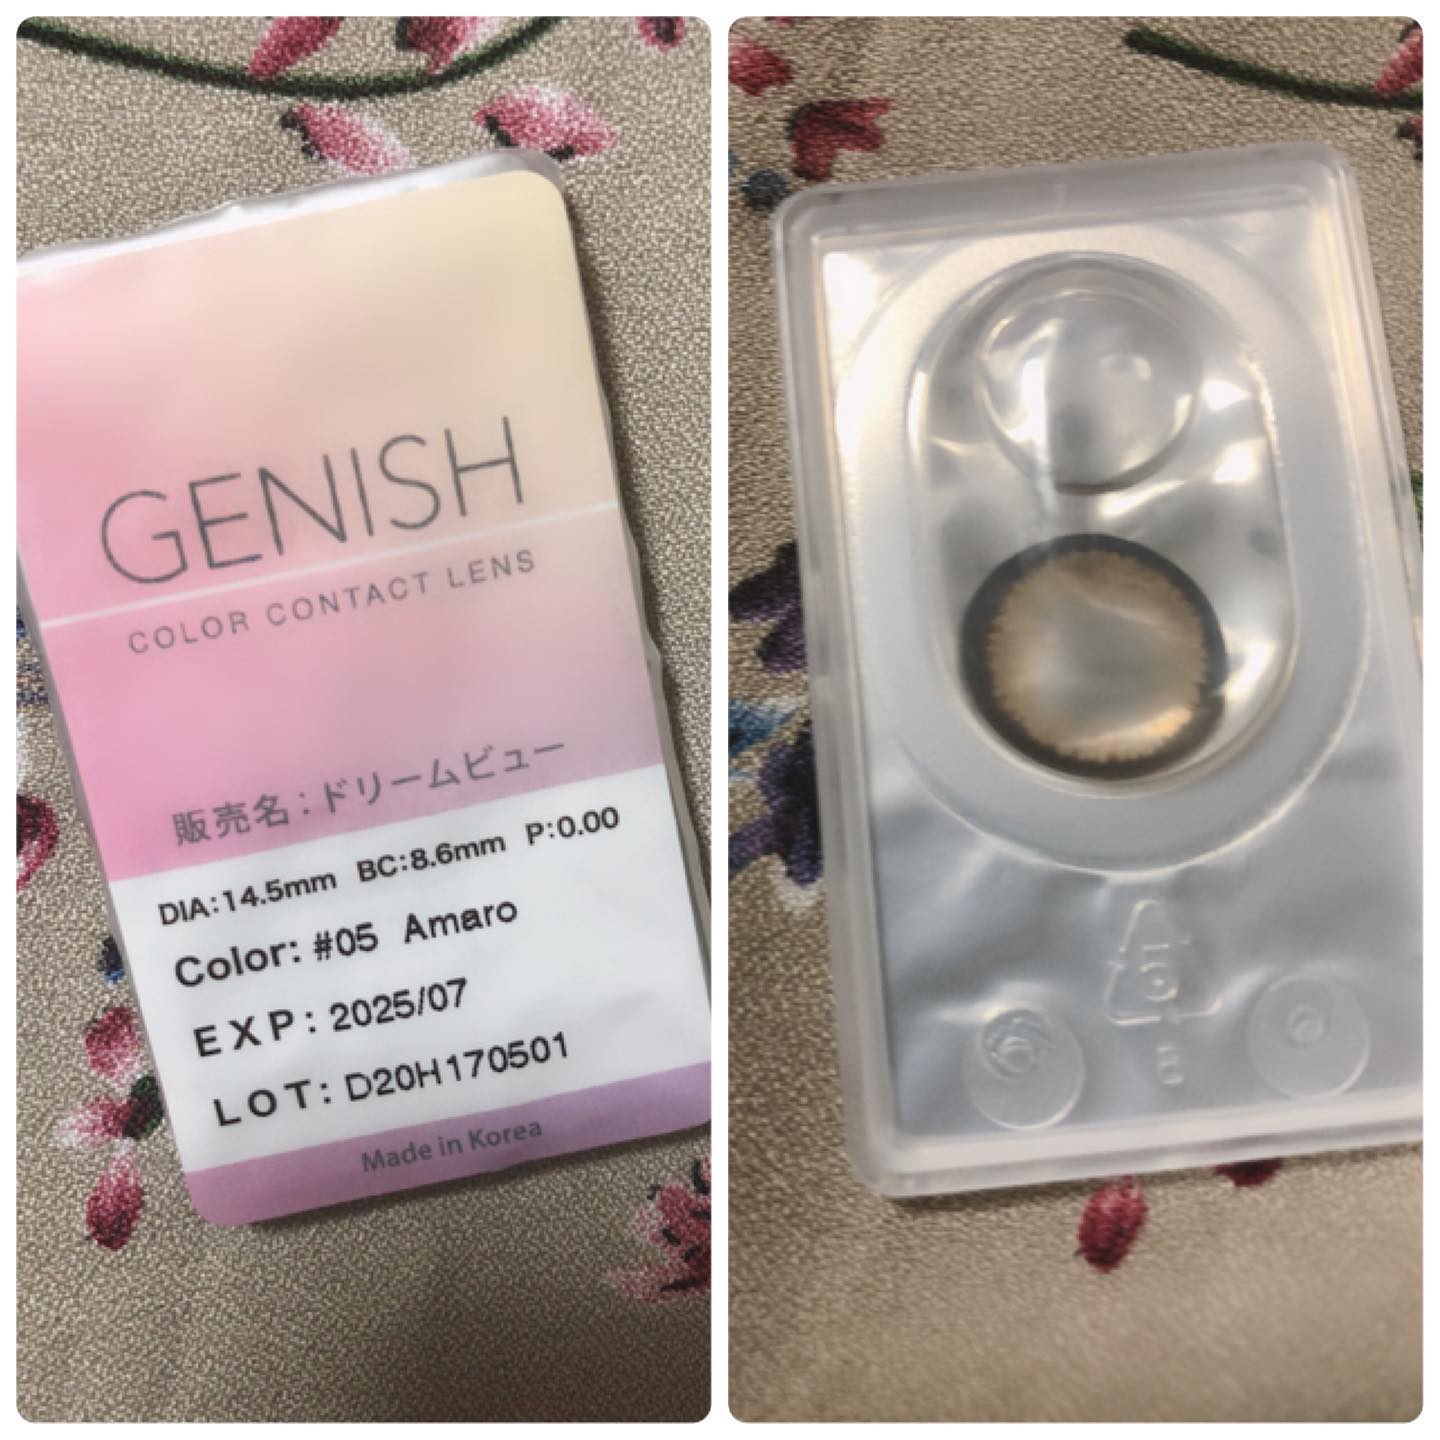 GENISH
COLOR CONTACT LENS
販売名：ドリームビュー
DIA:14.5mm BC:8.6mm P:0.00
Color: #05 Amaro
EXP: 2025/07
LOT: D20H170501
Made in Korea
5